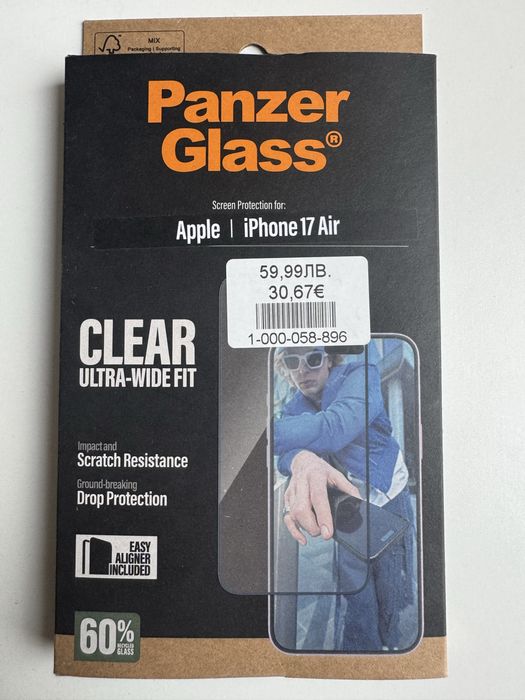 MIX
Packaging | Supporting
FSC
Panzer
Glass®
Screen Protection for:
Apple | iPhone 17 Air
59,99ЛВ.
30,67€
1-000-058-896
CLEAR
ULTRA-WIDE FIT
Impact and
Scratch Resistance
Ground-breaking
Drop Protection
EASY
ALIGNER
INCLUDED
60%
RECYCLED
GLASS